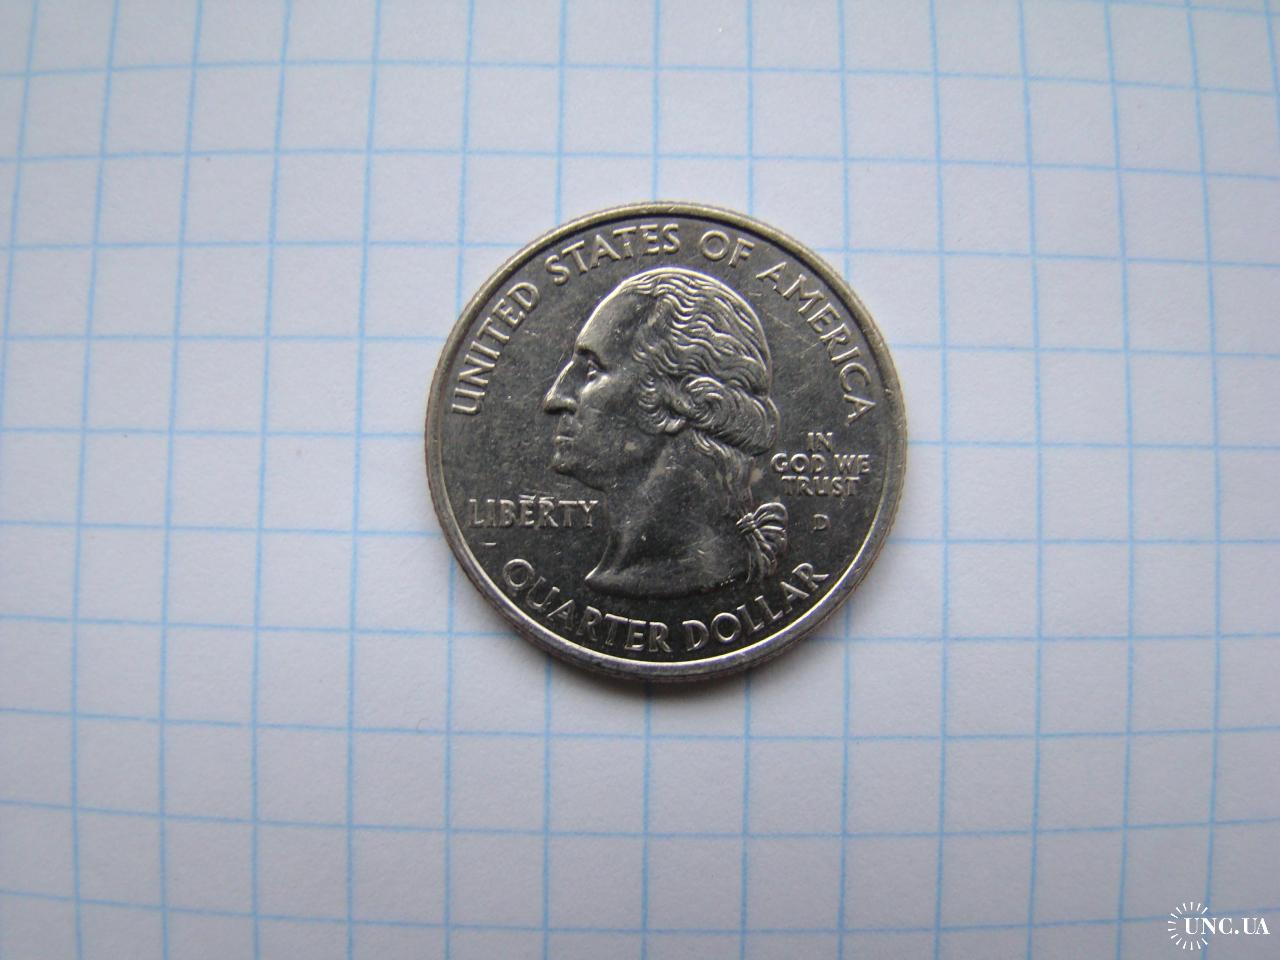 UNITED STATES OF AMERICA
IN
GOD WE
TRUST
LIBERTY
D
QUARTER DOLLAR
UNC.UA